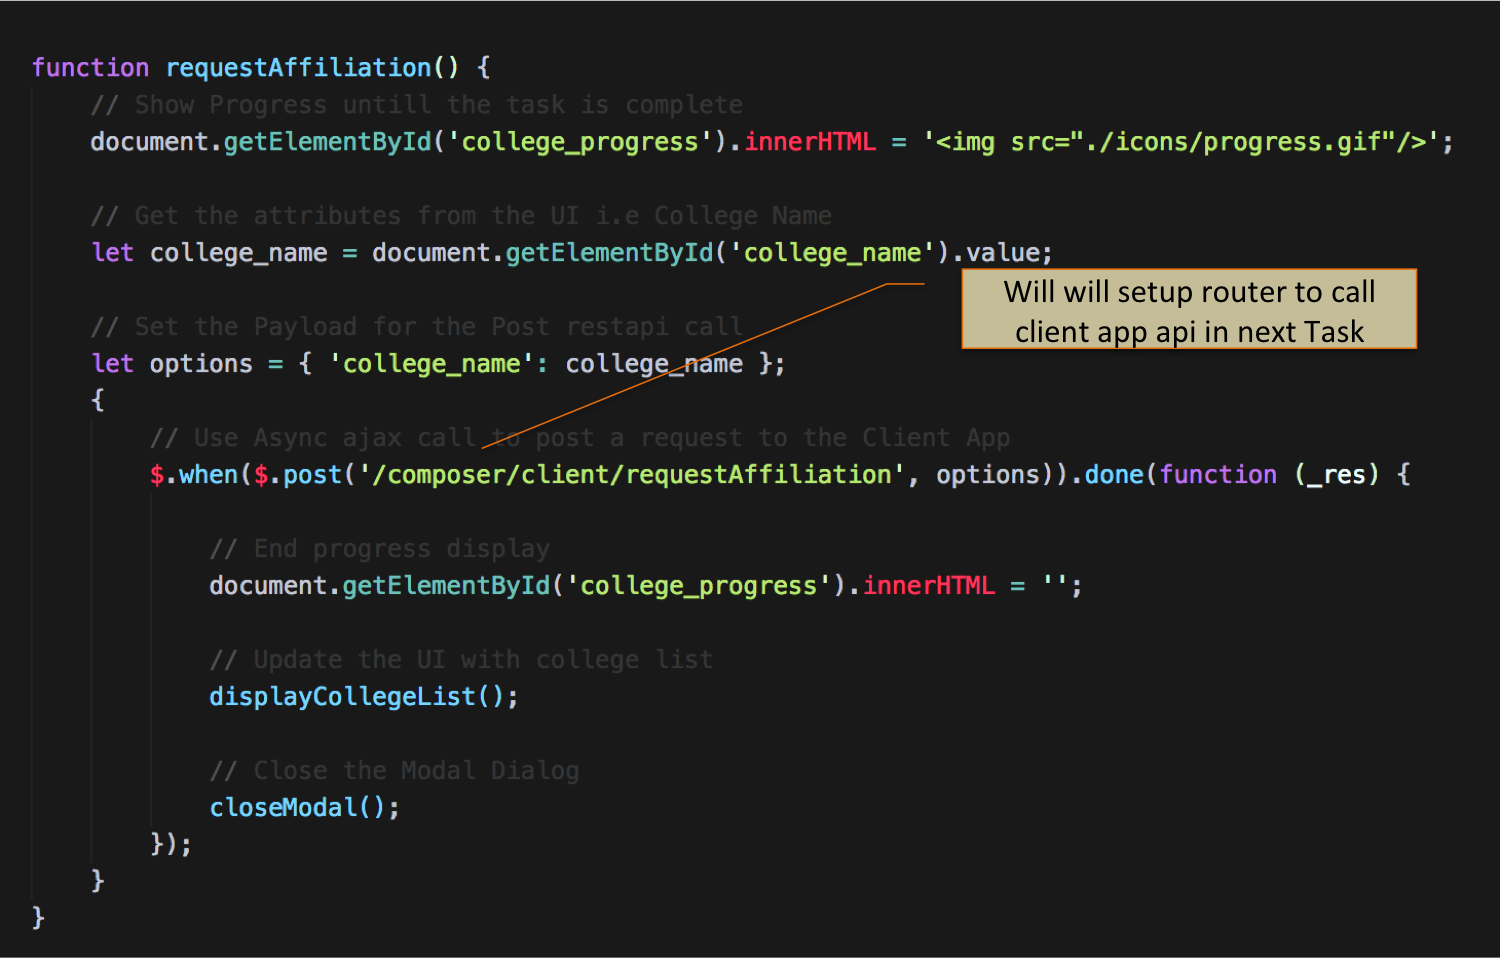 function requestAffiliation() {
// Show Progress untill the task is complete
document.getElementById('college_progress').innerHTML = '<img src="./icons/progress.gif"/>';
// Get the attributes from the UI i.e College Name
let college_name = document.getElementById('college_name').value;
Will will setup router to call
client app api in next Task
// Set the Payload for the Post restapi call
let options = { 'college_name': college_name };
{
// Use Async ajax call to post a request to the Client App
$.when($.post('/composer/client/requestAffiliation', options)).done(function (_res) {
// End progress display
document.getElementById('college_progress').innerHTML = '';
// Update the UI with college list
displayCollegeList();
// Close the Modal Dialog
closeModal();
});
}
}